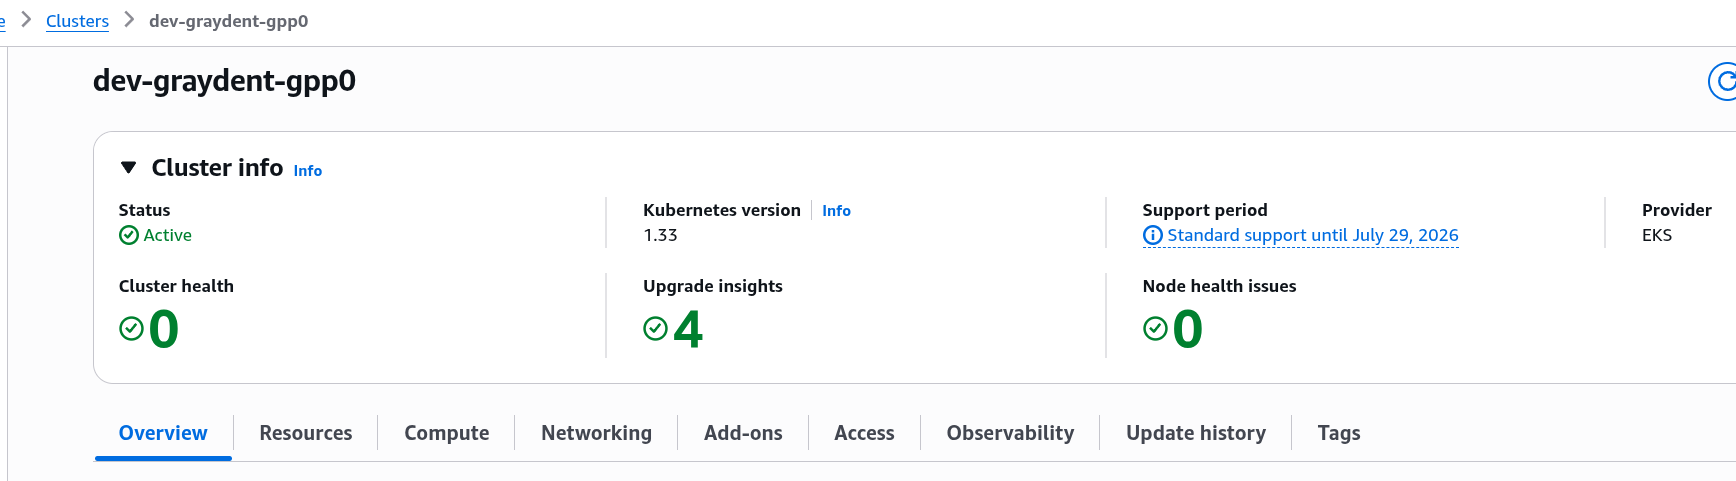 Clusters dev-graydent-gpp0
dev-graydent-gpp0
Cluster info Info
Status
Active
Kubernetes version Info
1.33
Support period
Standard support until July 29, 2026
Provider
EKS
Cluster health
0
Upgrade insights
4
Node health issues
0
Overview Resources Compute Networking Add-ons Access Observability Update history Tags